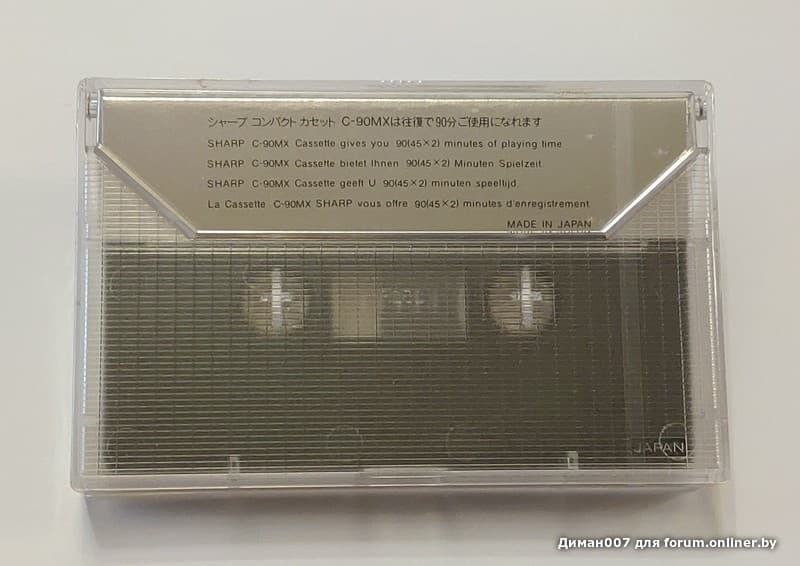 シャープ コンパクト カセット C-90MXは往復で90分ご使用になれます
SHARP C-90MX Cassette gives you 90(45×2) minutes of playing time
SHARP C-90MX Cassette bietet Ihnen 90(45×2) Minuten Spielzeit.
SHARP C-90MX Cassette geeft U 90(45×2) minuten speeltijd.
La Cassette C-90MX SHARP vous offre 90(45×2) minutes d'enregistrement
MADE IN JAPAN
JAPAN
Диман007 для forum.onliner.by